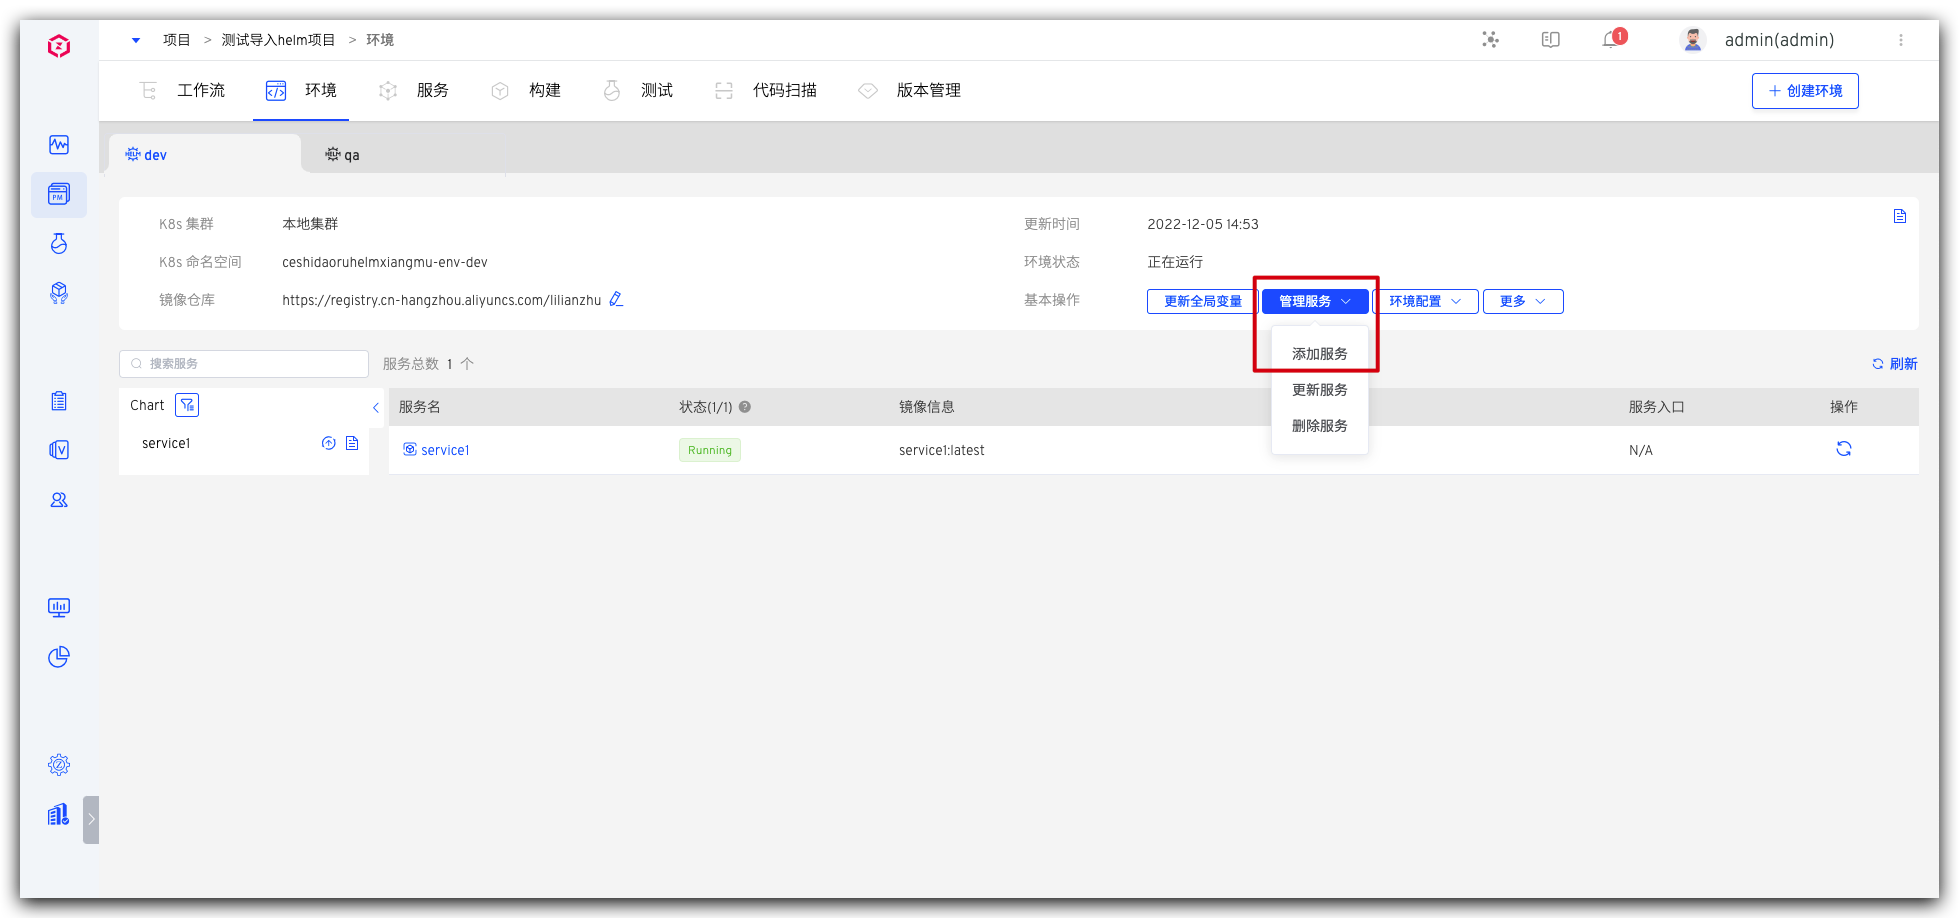 项目 > 测试导入helm项目 > 环境
1
admin(admin)
工作流 环境 服务 构建 测试 代码扫描 版本管理
+ 创建环境
PM
dev
qa
K8s 集群 本地集群
更新时间 2022-12-05 14:53
K8s 命名空间 ceshidaoruhelmxiangmu-env-dev
环境状态 正在运行
镜像仓库 https://registry.cn-hangzhou.aliyuncs.com/lilianzhu
基本操作 更新全局变量 管理服务 环境配置 更多
添加服务
更新服务
删除服务
搜索服务
服务总数 1 个
刷新
Chart
service1
服务名 状态(1/1) 镜像信息 服务入口 操作
service1 Running service1:latest N/A